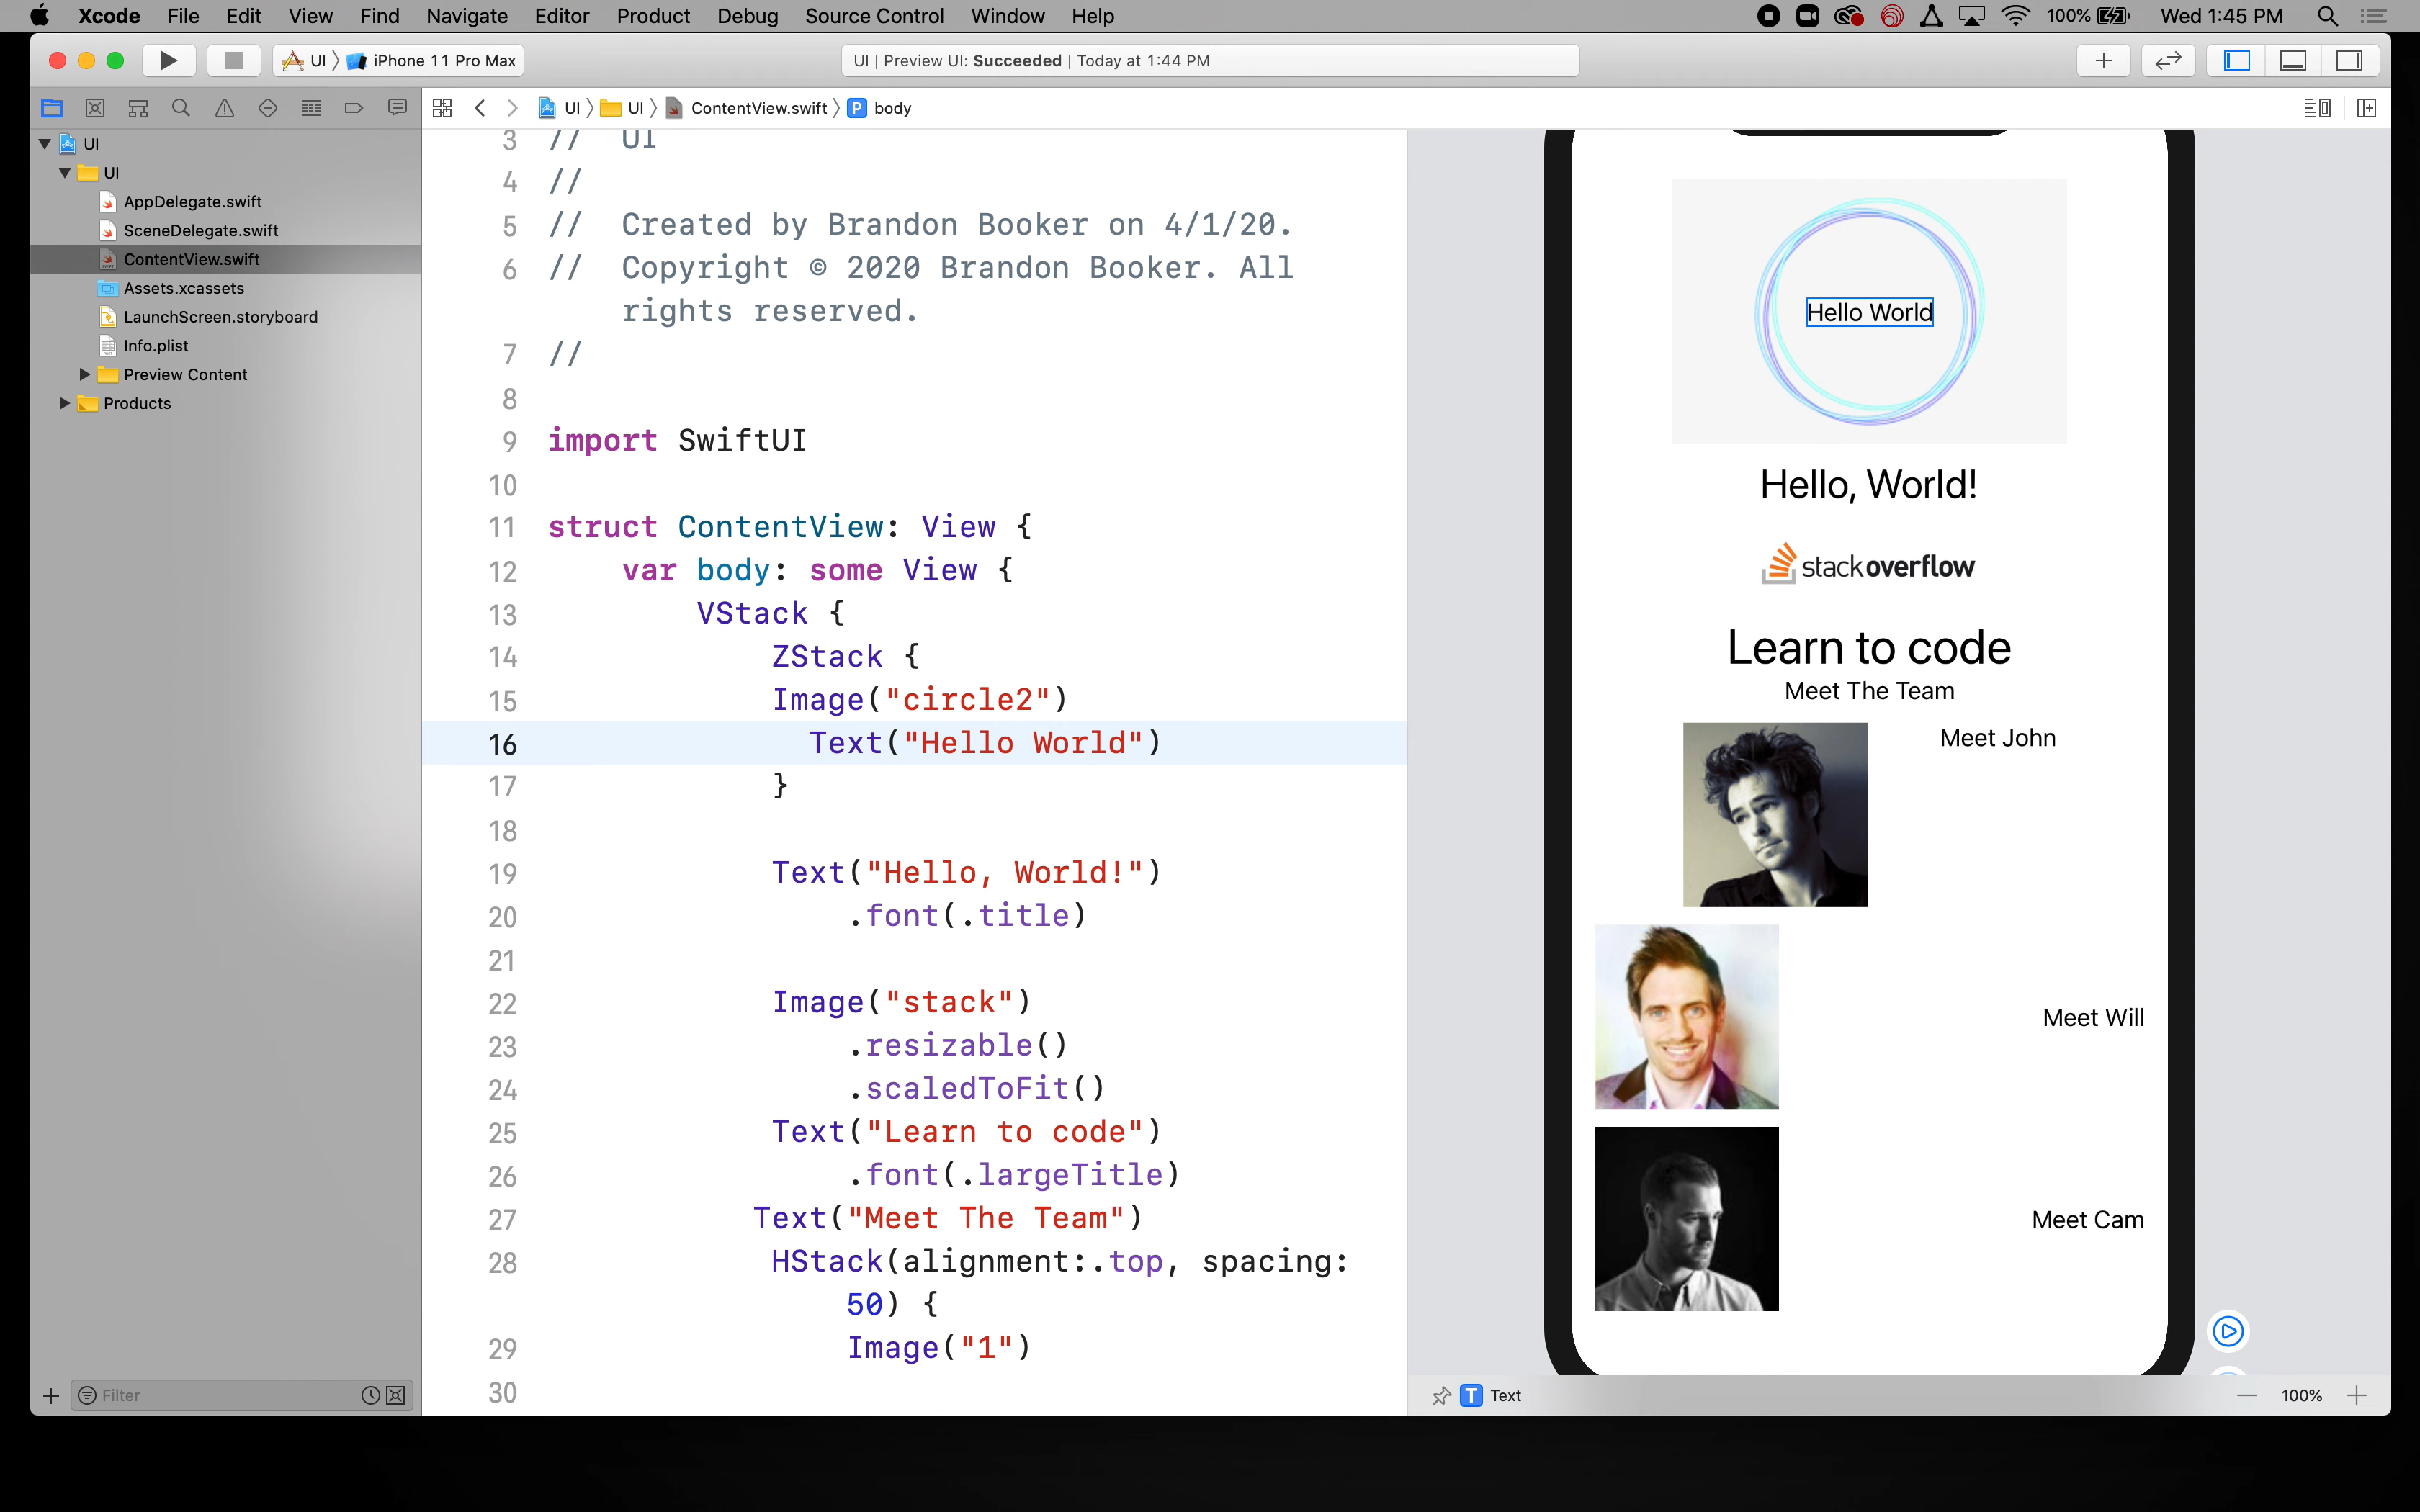 Xcode File Edit View Find Navigate Editor Product Debug Source Control Window Help 100% Wed 1:45 PM
UI iPhone 11 Pro Max
UI | Preview UI: Succeeded | Today at 1:44 PM
UI UI ContentView.swift P body
UI
UI
AppDelegate.swift
SceneDelegate.swift
ContentView.swift
Assets.xcassets
LaunchScreen.storyboard
Info.plist
Preview Content
Products
Filter
3 // UI
4 //
5 // Created by Brandon Booker on 4/1/20.
6 // Copyright © 2020 Brandon Booker. All
rights reserved.
7 //
8
9 import SwiftUI
10
11 struct ContentView: View {
12 var body: some View {
13 VStack {
14 ZStack {
15 Image("circle2")
16 Text("Hello World")
17 }
18
19 Text("Hello, World!")
20 .font(.title)
21
22 Image("stack")
23 .resizable()
24 .scaledToFit()
25 Text("Learn to code")
26 .font(.largeTitle)
27 Text("Meet The Team")
28 HStack(alignment:.top, spacing:
50) {
29 Image("1")
30
Hello World
Hello, World!
stackoverflow
Learn to code
Meet The Team
Meet John
Meet Will
Meet Cam
T Text
100%